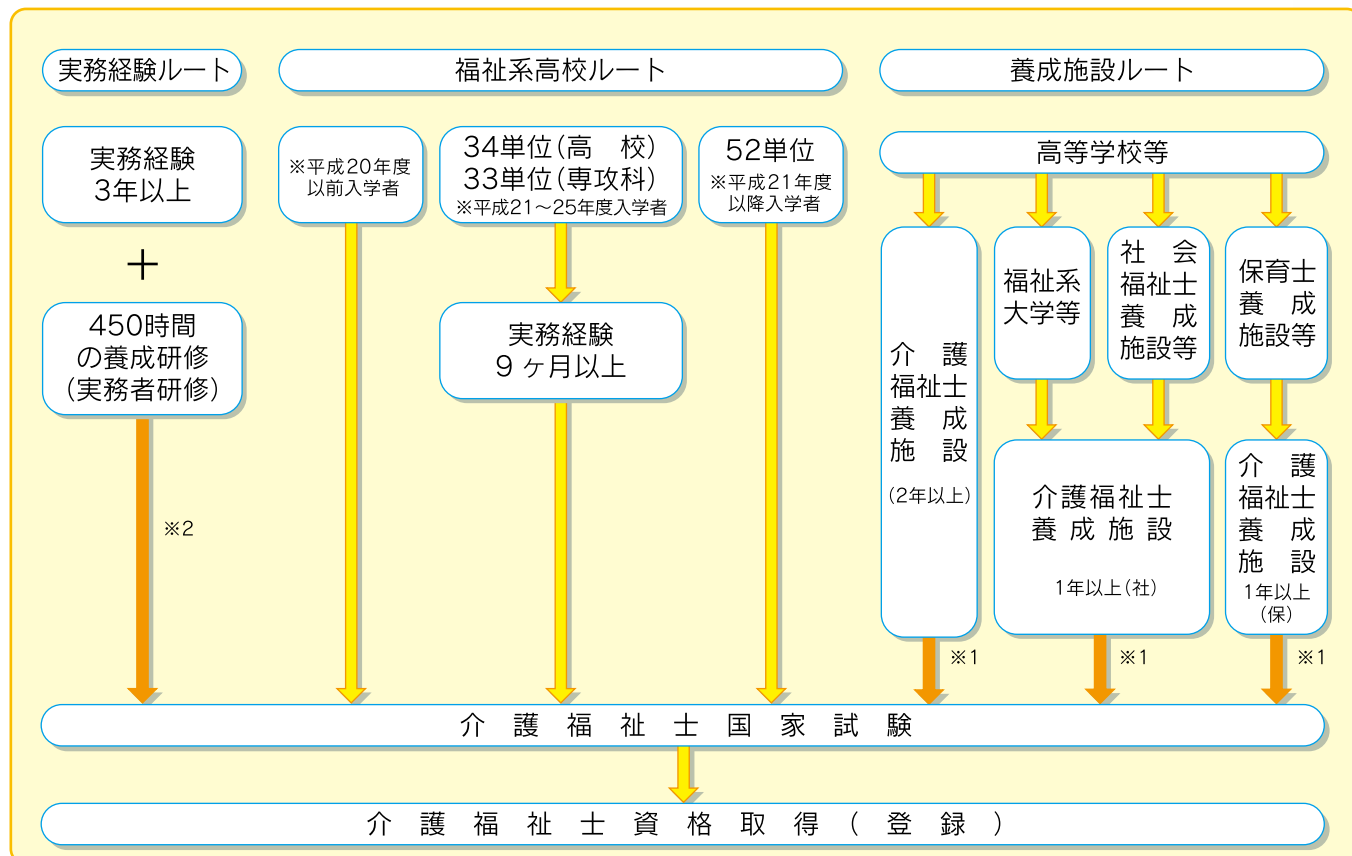 実務経験ルート
福祉系高校ルート
養成施設ルート
実務経験
3年以上
＋
450時間
の養成研修
(実務者研修)
※2
※平成20年度
以前入学者
34単位(高　校)
33単位(専攻科)
※平成21～25年度入学者
実務経験
9ヶ月以上
52単位
※平成21年度
以降入学者
高等学校等
介　護
福祉士
養　成
施　設
(2年以上)
※1
福祉系
大学等
社　会
福祉士
養　成
施設等
介護福祉士
養成施設
1年以上(社)
※1
保育士
養　成
施設等
介　護
福祉士
養　成
施　設
1年以上
(保)
※1
介護福祉士国家試験
介護福祉士資格取得(登録)